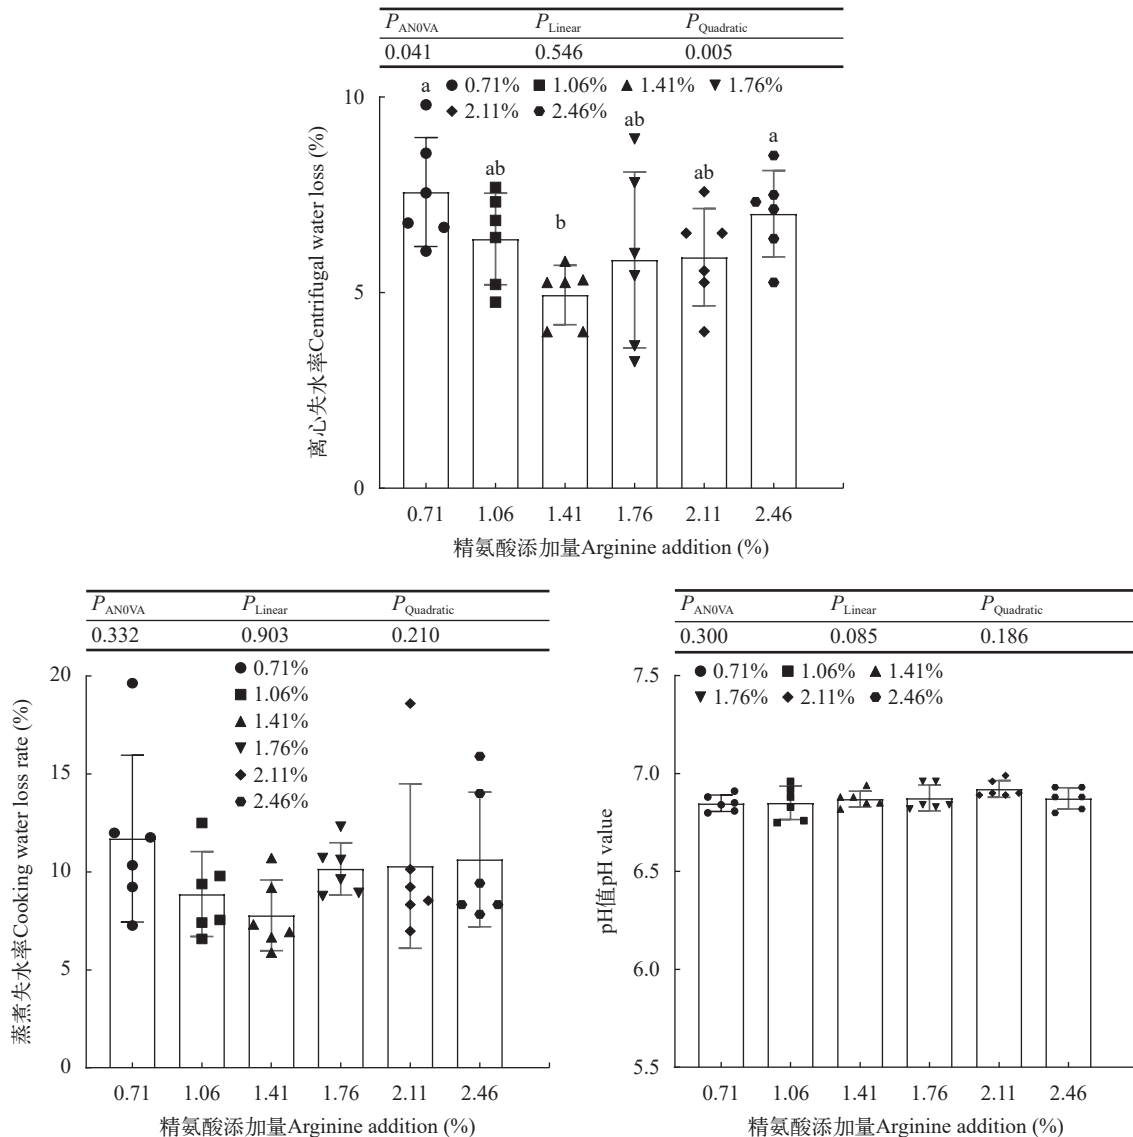 P_ANOVA P_Linear P_Quadratic
0.041 0.546 0.005
0.71% 1.06% 1.41% 1.76%
2.11% 2.46%
a ab b ab ab a
离心失水率Centrifugal water loss (%)
10
5
0
0.71 1.06 1.41 1.76 2.11 2.46
精氨酸添加量Arginine addition (%)
P_AN0VA P_Linear P_Quadratic
0.332 0.903 0.210
0.71%
1.06%
1.41%
1.76%
2.11%
2.46%
蒸煮失水率Cooking water loss rate (%)
20
15
10
5
0
0.71 1.06 1.41 1.76 2.11 2.46
精氨酸添加量Arginine addition (%)
P_AN0VA P_Linear P_Quadratic
0.300 0.085 0.186
0.71% 1.06% 1.41%
1.76% 2.11% 2.46%
pH值pH value
7.5
7.0
6.5
6.0
5.5
0.71 1.06 1.41 1.76 2.11 2.46
精氨酸添加量Arginine addition (%)